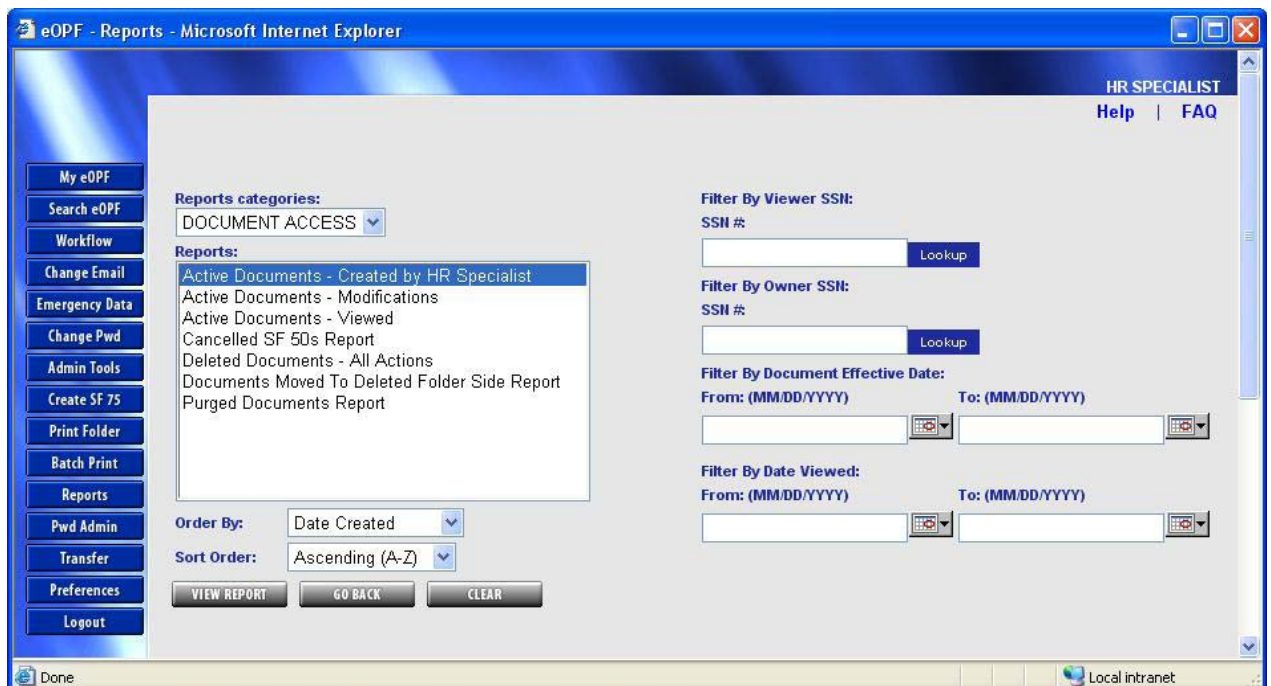 eOPF - Reports - Microsoft Internet Explorer
HR SPECIALIST
Help | FAQ
My eOPF
Search eOPF
Workflow
Change Email
Emergency Data
Change Pwd
Admin Tools
Create SF 75
Print Folder
Batch Print
Reports
Pwd Admin
Transfer
Preferences
Logout
Reports categories:
DOCUMENT ACCESS
Reports:
Active Documents - Created by HR Specialist
Active Documents - Modifications
Active Documents - Viewed
Cancelled SF 50s Report
Deleted Documents - All Actions
Documents Moved To Deleted Folder Side Report
Purged Documents Report
Order By: Date Created
Sort Order: Ascending (A-Z)
VIEW REPORT GO BACK CLEAR
Filter By Viewer SSN:
SSN #:
Lookup
Filter By Owner SSN:
SSN #:
Lookup
Filter By Document Effective Date:
From: (MM/DD/YYYY) To: (MM/DD/YYYY)
Filter By Date Viewed:
From: (MM/DD/YYYY) To: (MM/DD/YYYY)
Done Local intranet